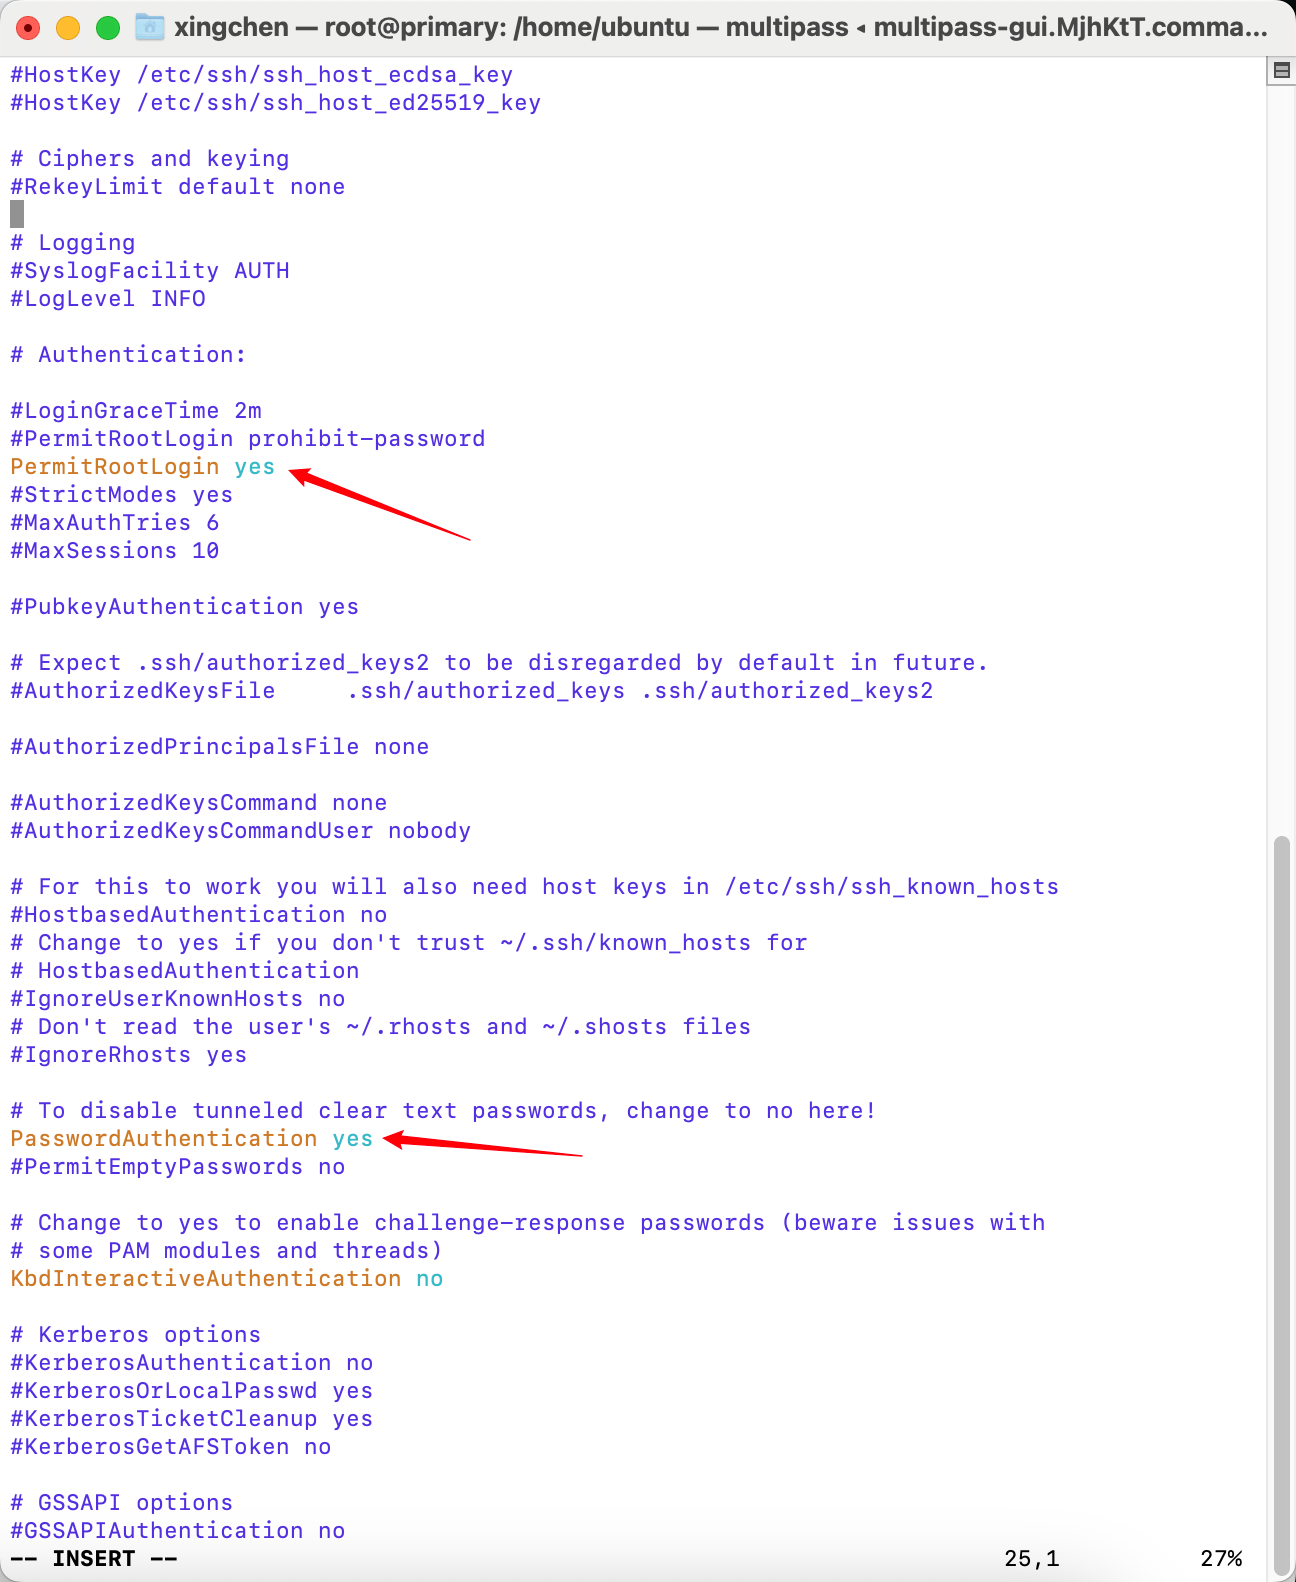 xingchen — root@primary: /home/ubuntu — multipass ◂ multipass-gui.MjhKtT.comma...
#HostKey /etc/ssh/ssh_host_ecdsa_key
#HostKey /etc/ssh/ssh_host_ed25519_key
# Ciphers and keying
#RekeyLimit default none
# Logging
#SyslogFacility AUTH
#LogLevel INFO
# Authentication:
#LoginGraceTime 2m
#PermitRootLogin prohibit-password
PermitRootLogin yes
#StrictModes yes
#MaxAuthTries 6
#MaxSessions 10
#PubkeyAuthentication yes
# Expect .ssh/authorized_keys2 to be disregarded by default in future.
#AuthorizedKeysFile     .ssh/authorized_keys .ssh/authorized_keys2
#AuthorizedPrincipalsFile none
#AuthorizedKeysCommand none
#AuthorizedKeysCommandUser nobody
# For this to work you will also need host keys in /etc/ssh/ssh_known_hosts
#HostbasedAuthentication no
# Change to yes if you don't trust ~/.ssh/known_hosts for
# HostbasedAuthentication
#IgnoreUserKnownHosts no
# Don't read the user's ~/.rhosts and ~/.shosts files
#IgnoreRhosts yes
# To disable tunneled clear text passwords, change to no here!
PasswordAuthentication yes
#PermitEmptyPasswords no
# Change to yes to enable challenge-response passwords (beware issues with
# some PAM modules and threads)
KbdInteractiveAuthentication no
# Kerberos options
#KerberosAuthentication no
#KerberosOrLocalPasswd yes
#KerberosTicketCleanup yes
#KerberosGetAFSToken no
# GSSAPI options
#GSSAPIAuthentication no
-- INSERT --                    25,1          27%